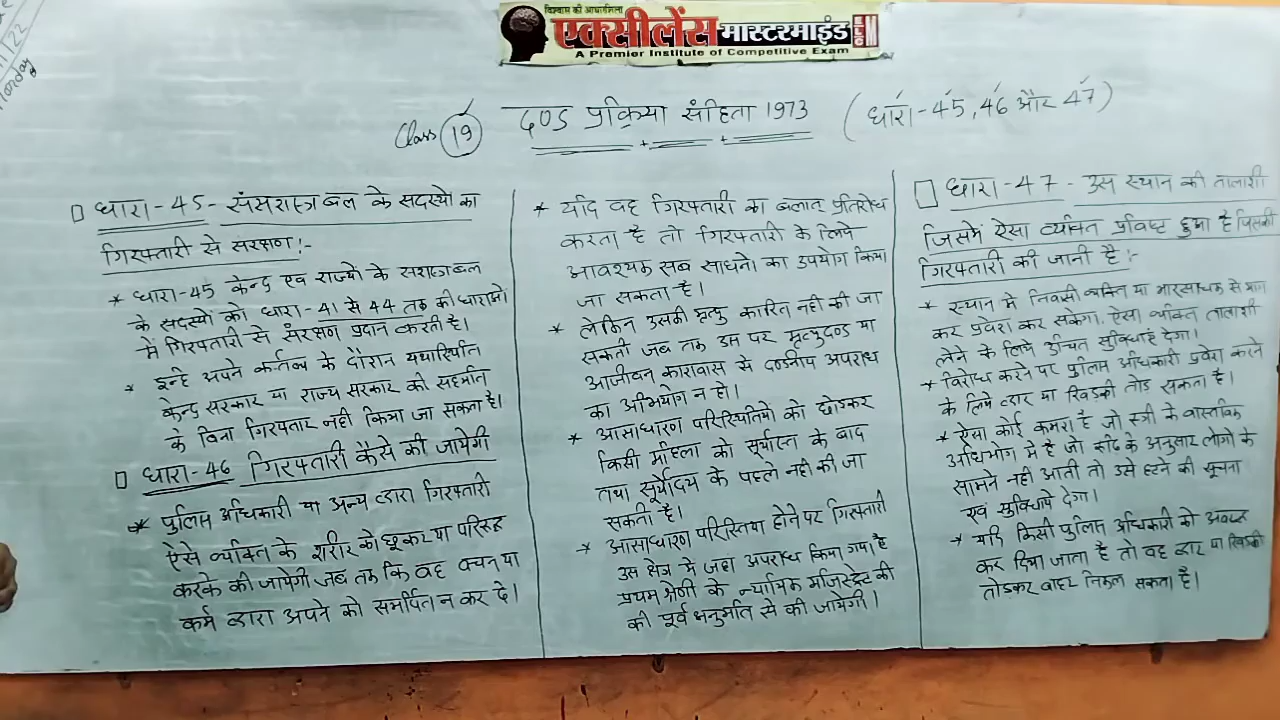 विश्वास की आधारशिला
एक्सीलेंस मास्टरमाइंड
A Premier Institute of Competitive Exam
/22
Class 19
दण्ड प्रक्रिया संहिता 1973 (धारा - 45, 46 और 47)
धारा - 45 - संसशस्त्र बल के सदस्यो का
गिरफ्तारी से सरक्षण :-
* धारा - 45 केन्द्र एव राज्यो के सशस्त्र बल
के सदस्यो को धारा - 41 से 44 तक की धाराओ
मे गिरफ्तारी से संरक्षण प्रदान करती है।
* इन्हे अपने कर्तव्य के दौरान यथास्थिति
केन्द्र सरकार या राज्य सरकार की सहमति
के बिना गिरफ्तार नही किया जा सकता है।
धारा - 46 गिरफ्तारी कैसे की जायेगी
* पुलिस अधिकारी या अन्य द्वारा गिरफ्तारी
ऐसे व्यक्ति के शरीर को छूकर या परिरुद्ध
करके की जायेगी जब तक कि वह वचन या
कर्म द्वारा अपने को समर्पित न कर दे।
* यदि वह गिरफ्तारी का बलात् प्रतिरोध
करता है तो गिरफ्तारी के लिये
आवश्यक सब साधनो का उपयोग किया
जा सकता है।
* लेकिन उसकी मृत्यु कारित नही की जा
सकती जब तक उस पर मृत्युदण्ड या
आजीवन कारावास से दण्डनीय अपराध
का अभियोग न हो।
* आसाधारण परिस्थितियो को छोडकर
किसी महिला को सूर्यास्त के बाद
तथा सूर्योदय के पहले नही की जा
सकती है।
* आसाधारण परिस्तिया होने पर गिरफ्तारी
उस क्षेत्र मे जहा अपराध किया गया है
प्रथम श्रेणी के न्यायिक मजिस्ट्रेट की
की पूर्व अनुमति से की जायेगी।
धारा - 47 - उस स्थान की तालाशी
जिसमे ऐसा व्यक्ति प्रविष्ट हुआ है जिसकी
गिरफ्तारी की जानी है :-
* स्थान मे निवासी व्यक्ति या भारसाधक से मांग
कर प्रवेश कर सकेगा, ऐसा व्यक्ति तालाशी
लेने के लिये उचित सुविधाएं देगा।
* विरोध करने पर पुलिस अधिकारी प्रवेश करने
के लिये द्वार या खिडकी तोड सकता है।
* ऐसा कोई कमरा है जो स्त्री के वास्तविक
अधिभोग मे है जो रूढि के अनुसार लोगो के
सामने नही आती तो उसे हटने की सूचना
एवं सुविधाये देगा।
* यदि किसी पुलिस अधिकारी को अवरुद्ध
कर दिया जाता है तो वह द्वार या खिडकी
तोडकर बाहर निकल सकता है।